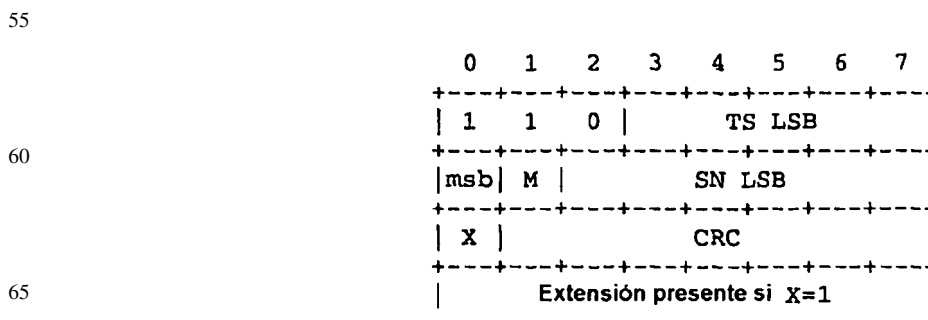 55
0 1 2 3 4 5 6 7
+---+---+---+---+---+---+---+---
| 1 1 0 | TS LSB
+---+---+---+---+---+---+---+---
60
|msb| M | SN LSB
+---+---+---+---+---+---+---+---
| X | CRC
+---+---+---+---+---+---+---+---
65
| Extensión presente si X=1